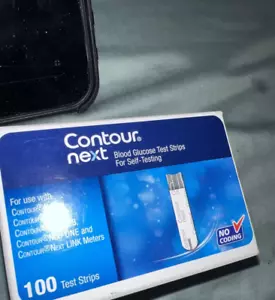 Contour®
next Blood Glucose Test Strips
For Self-Testing
For use with
Contour
ONE and
Next LINK Meters
NO
CODING
100 Test Strips